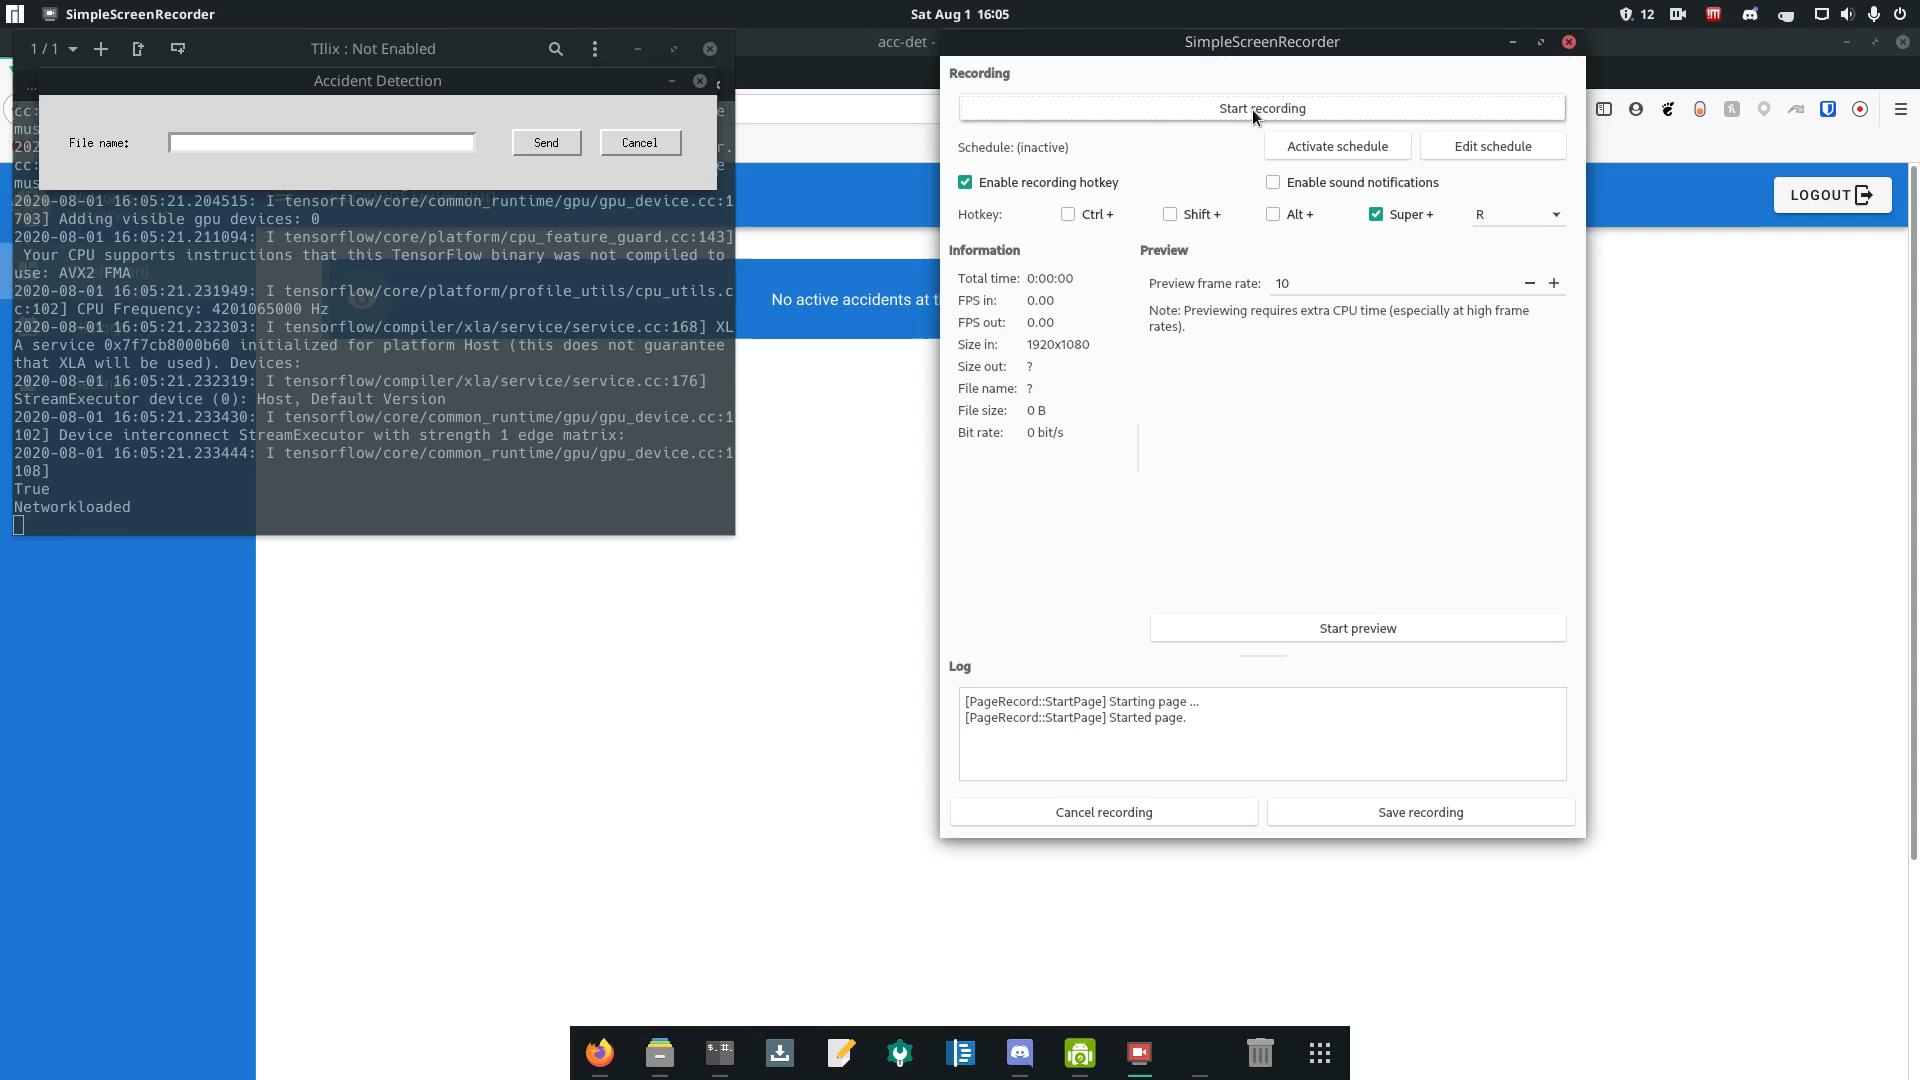 SimpleScreenRecorder
Sat Aug 1 16:05
12
1 / 1
TIlix : Not Enabled
acc-det -
SimpleScreenRecorder
...
Accident Detection
cc:
mus
202
cc:
mus
File name:
Send
Cancel
2020-08-01 16:05:21.204515: I tensorflow/core/common_runtime/gpu/gpu_device.cc:1
703] Adding visible gpu devices: 0
2020-08-01 16:05:21.211094: I tensorflow/core/platform/cpu_feature_guard.cc:143]
Your CPU supports instructions that this TensorFlow binary was not compiled to
use: AVX2 FMA
2020-08-01 16:05:21.231949: I tensorflow/core/platform/profile_utils/cpu_utils.c
c:102] CPU Frequency: 4201065000 Hz
2020-08-01 16:05:21.232303: I tensorflow/compiler/xla/service/service.cc:168] XL
A service 0x7f7cb8000b60 initialized for platform Host (this does not guarantee
that XLA will be used). Devices:
2020-08-01 16:05:21.232319: I tensorflow/compiler/xla/service/service.cc:176]
StreamExecutor device (0): Host, Default Version
2020-08-01 16:05:21.233430: I tensorflow/core/common_runtime/gpu/gpu_device.cc:1
102] Device interconnect StreamExecutor with strength 1 edge matrix:
2020-08-01 16:05:21.233444: I tensorflow/core/common_runtime/gpu/gpu_device.cc:1
108]
True
Networkloaded
No active accidents at t
LOGOUT
Recording
Start recording
Schedule: (inactive)
Activate schedule
Edit schedule
Enable recording hotkey
Enable sound notifications
Hotkey:
Ctrl +
Shift +
Alt +
Super +
R
Information
Total time: 0:00:00
FPS in: 0.00
FPS out: 0.00
Size in: 1920x1080
Size out: ?
File name: ?
File size: 0 B
Bit rate: 0 bit/s
Preview
Preview frame rate: 10
Note: Previewing requires extra CPU time (especially at high frame
rates).
Start preview
Log
[PageRecord::StartPage] Starting page ...
[PageRecord::StartPage] Started page.
Cancel recording
Save recording